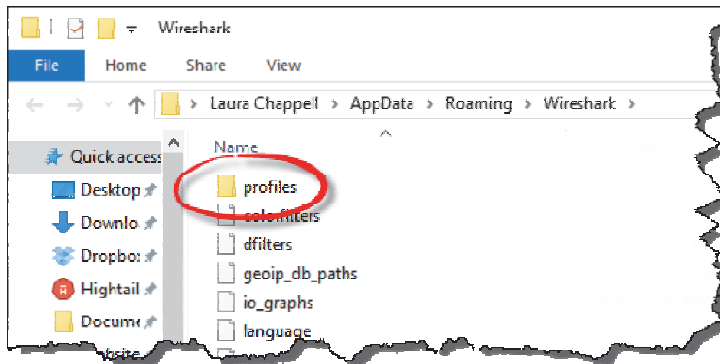 Wireshark
File Home Share View
Laura Chappell > AppData > Roaming > Wireshark >
Quick access
Desktop
Downlo
Dropbo
Hightail
Docume
Name
profiles
colorfilters
dfilters
geoip_db_paths
io_graphs
language